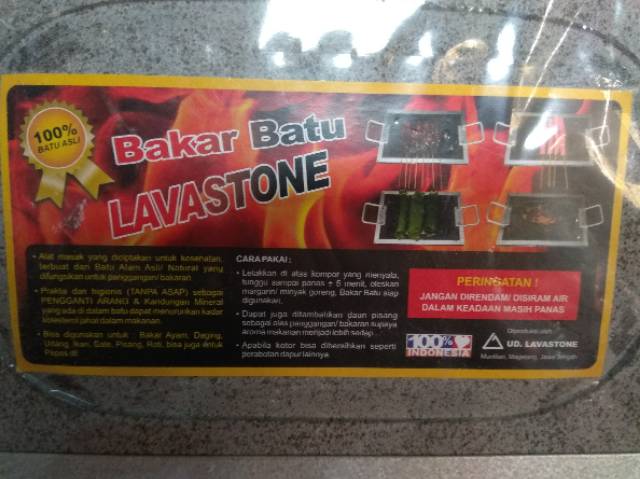 100%
BATU ASLI
Bakar Batu
LAVASTONE
• Alat masak yang diciptakan untuk kesehatan,
terbuat dari Batu Alam Asli/ Natural yang
difungsikan untuk panggangan/ bakaran.
• Praktis dan higienis (TANPA ASAP) sebagai
PENGGANTI ARANG & Kandungan Mineral
yang ada di dalam batu dapat menurunkan kadar
kolesterol jahat dalam makanan.
• Bisa digunakan untuk : Bakar Ayam, Daging,
Udang, Ikan, Sate, Pisang, Roti, bisa juga untuk
CARA PAKAI :
• Letakkan di atas kompor yang menyala,
tunggu sampai panas ± 5 menit, oleskan
margarin/ minyak goreng, Bakar Batu siap
digunakan.
• Dapat juga ditambahkan daun pisang
sebagai alas panggangan/ bakaran supaya
aroma makanan menjadi lebih sedap.
• Apabila kotor bisa dibersihkan seperti
perabotan dapur lainnya.
PERINGATAN !
JANGAN DIRENDAM/ DISIRAM AIR
DALAM KEADAAN MASIH PANAS
100%
INDONESIA
Diproduksi oleh :
UD. LAVASTONE
Muntilan, Magelang, Jawa Tengah